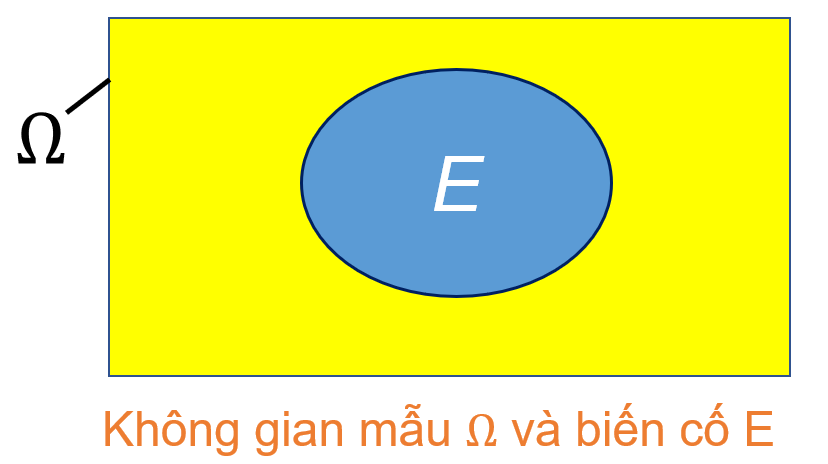 Ω
E
Không gian mẫu Ω và biến cố E